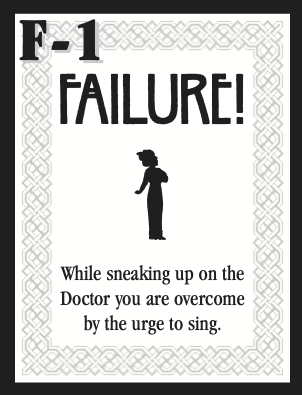 F-1
FAILURE!
While sneaking up on the
Doctor you are overcome
by the urge to sing.